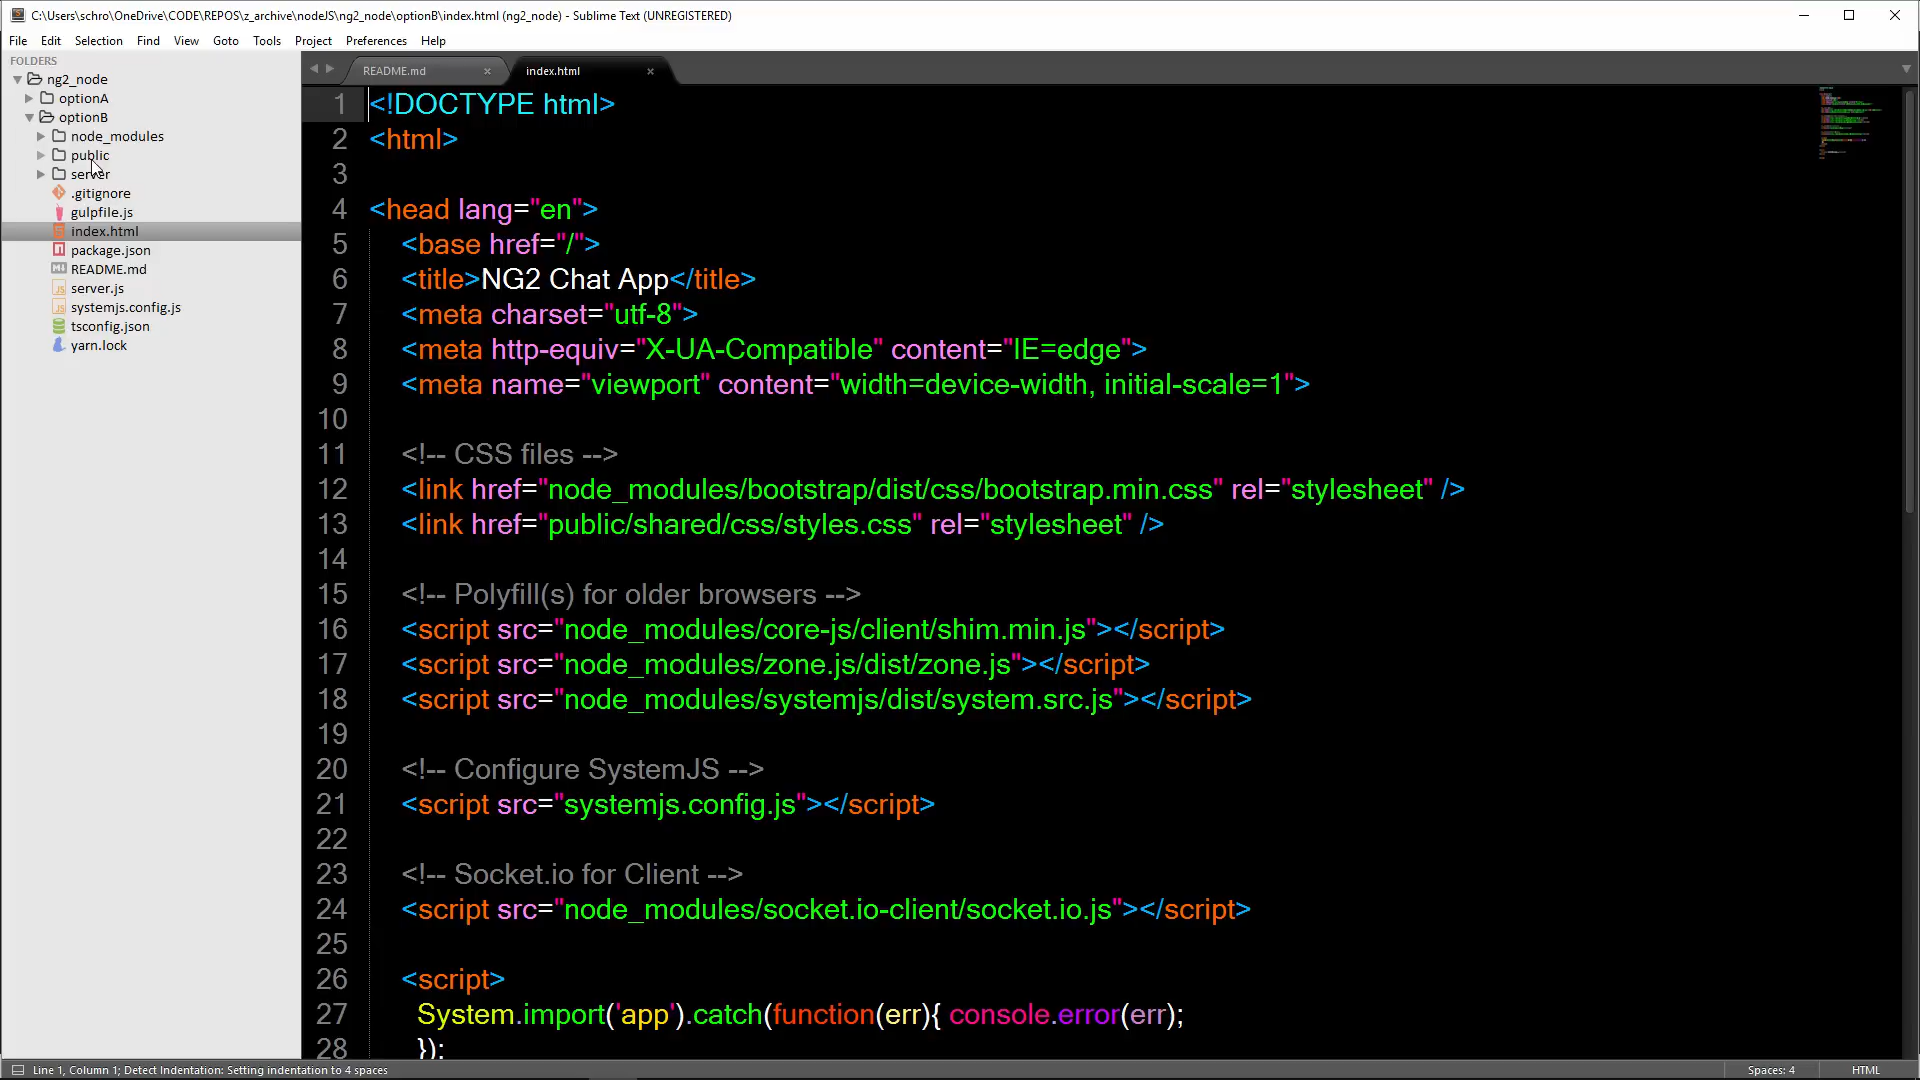 C:\Users\schro\OneDrive\CODE\REPOS\z_archive\nodeJS\ng2_node\optionB\index.html (ng2_node) - Sublime Text (UNREGISTERED)
File Edit Selection Find View Goto Tools Project Preferences Help
FOLDERS
ng2_node
optionA
optionB
node_modules
public
server
.gitignore
gulpfile.js
index.html
package.json
README.md
server.js
systemjs.config.js
tsconfig.json
yarn.lock
README.md × index.html ×
1 <!DOCTYPE html>
2 <html>
3
4 <head lang="en">
5 <base href="/">
6 <title>NG2 Chat App</title>
7 <meta charset="utf-8">
8 <meta http-equiv="X-UA-Compatible" content="IE=edge">
9 <meta name="viewport" content="width=device-width, initial-scale=1">
10
11 <!-- CSS files -->
12 <link href="node_modules/bootstrap/dist/css/bootstrap.min.css" rel="stylesheet" />
13 <link href="public/shared/css/styles.css" rel="stylesheet" />
14
15 <!-- Polyfill(s) for older browsers -->
16 <script src="node_modules/core-js/client/shim.min.js"></script>
17 <script src="node_modules/zone.js/dist/zone.js"></script>
18 <script src="node_modules/systemjs/dist/system.src.js"></script>
19
20 <!-- Configure SystemJS -->
21 <script src="systemjs.config.js"></script>
22
23 <!-- Socket.io for Client -->
24 <script src="node_modules/socket.io-client/socket.io.js"></script>
25
26 <script>
27 System.import('app').catch(function(err){ console.error(err);
28 });
Line 1, Column 1; Detect Indentation: Setting indentation to 4 spaces
Spaces: 4 HTML